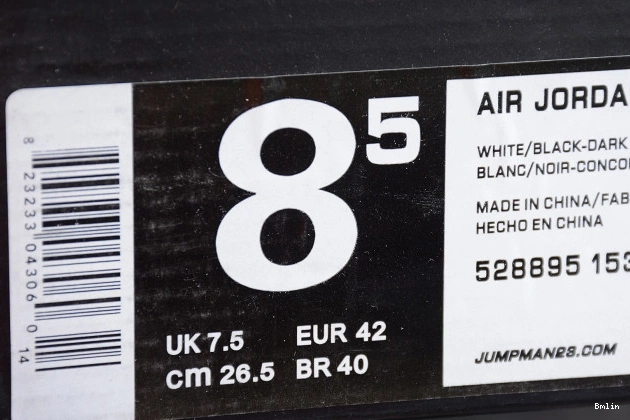 8 23233 04306 0 14
8 5
UK 7.5 EUR 42
cm 26.5 BR 40
AIR JORDA
WHITE/BLACK-DARK
BLANC/NOIR-CONCO
MADE IN CHINA/FAB
HECHO EN CHINA
528895 153
JUMPMAN23.COM
Bmlin